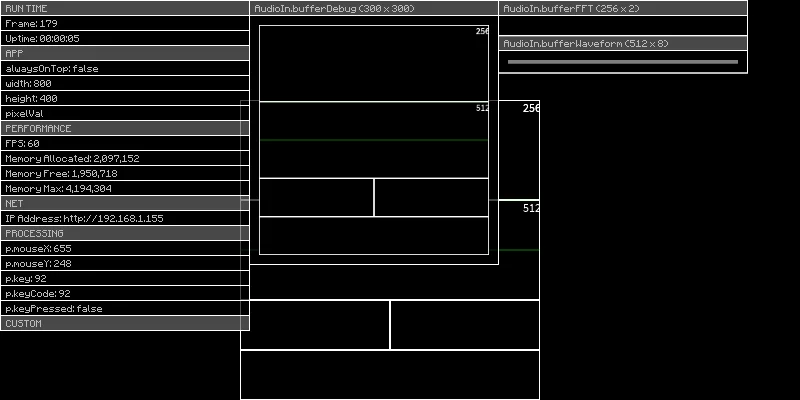 RUN TIME
Frame: 179
Uptime: 00:00:05
APP
alwaysOnTop: false
width: 800
height: 400
pixelVal
PERFORMANCE
FPS: 60
Memory Allocated: 2,097,152
Memory Free: 1,950,718
Memory Max: 4,194,304
NET
IP Address: http://192.168.1.155
PROCESSING
p.mouseX: 655
p.mouseY: 248
p.key: 92
p.keyCode: 92
p.keyPressed: false
CUSTOM
AudioIn.bufferDebug (300 x 300)
256
512
AudioIn.bufferFFT (256 x 2)
AudioIn.bufferWaveform (512 x 8)
256
512